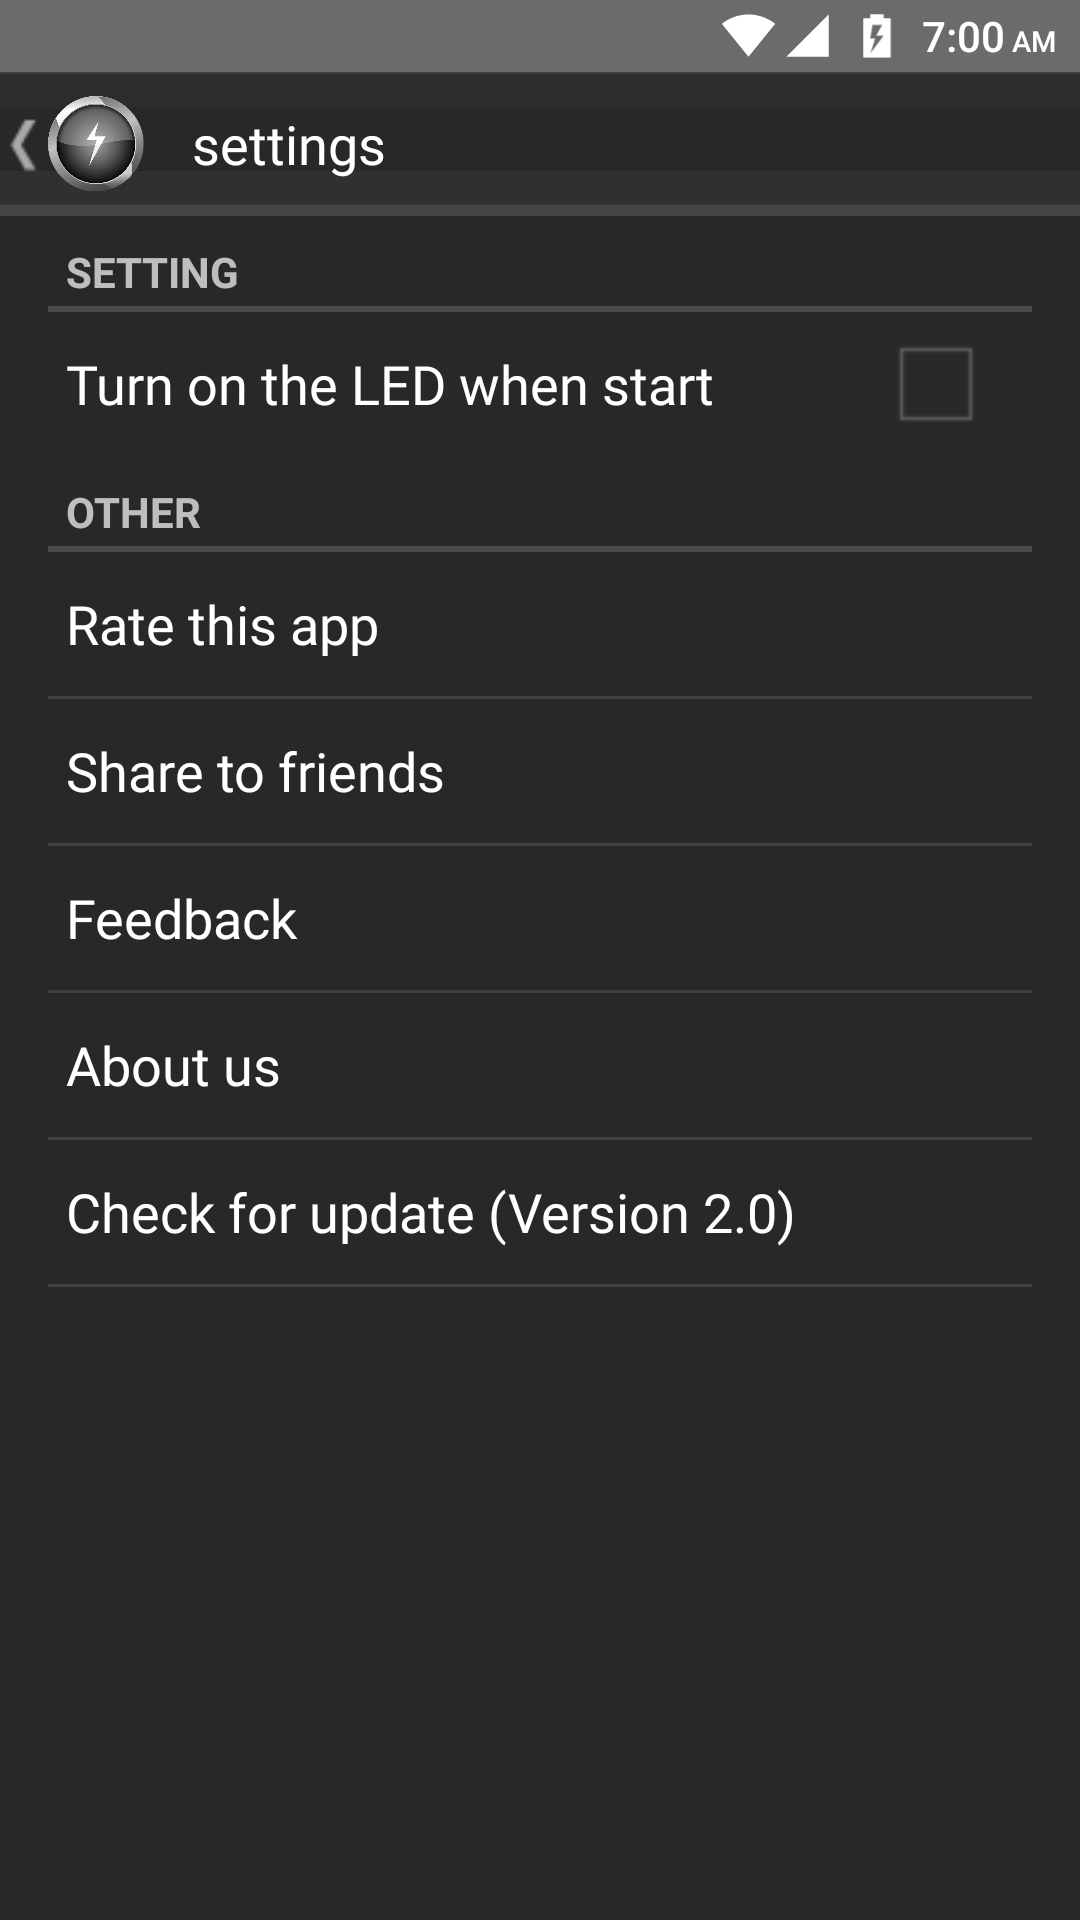 7:00 AM
settings
SETTING
Turn on the LED when start
OTHER
Rate this app
Share to friends
Feedback
About us
Check for update (Version 2.0)